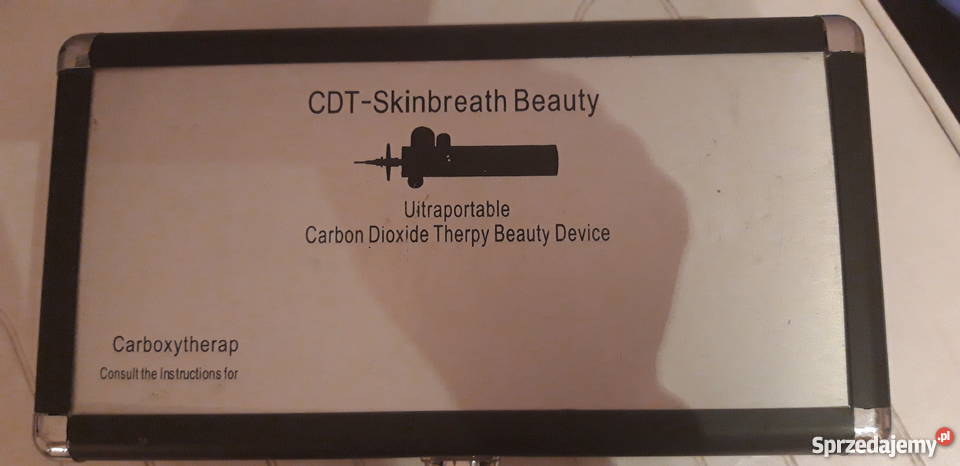 CDT-Skinbreath Beauty
Uitraportable
Carbon Dioxide Therpy Beauty Device
Carboxytherap
Consult the instructions for
Sprzedajemy.pl